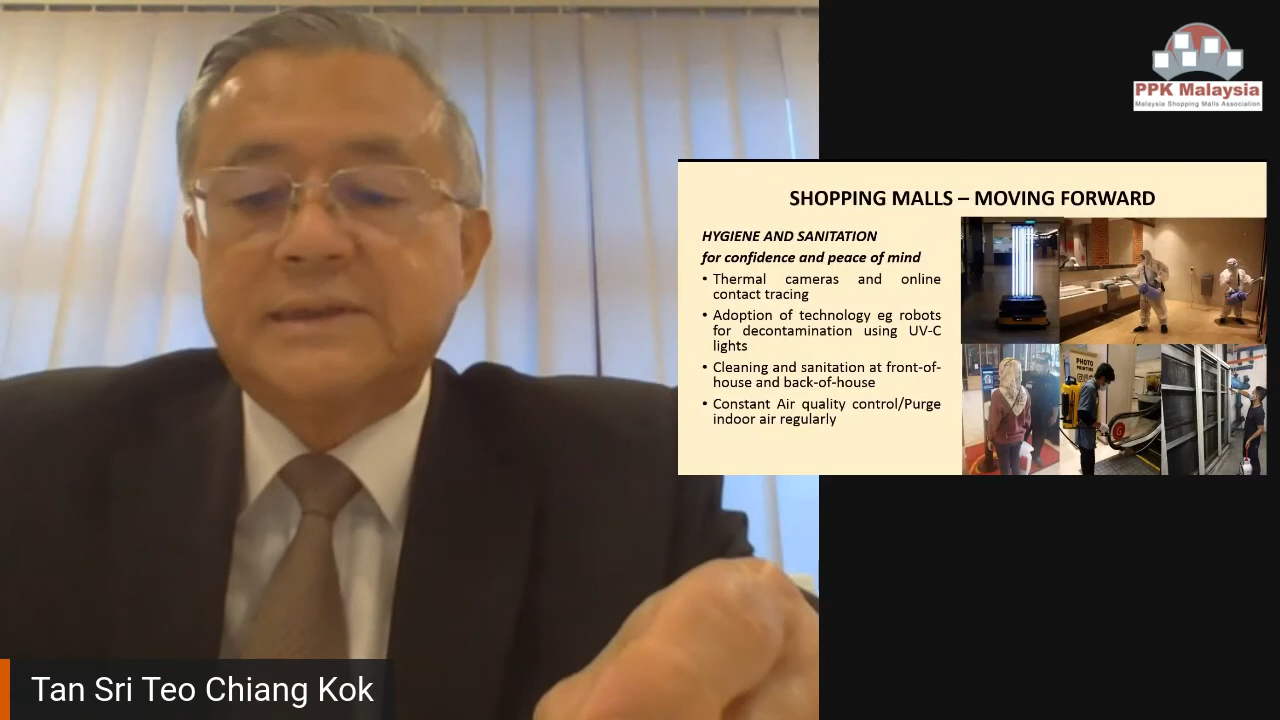 PPK Malaysia
Malaysia Shopping Malls Association
SHOPPING MALLS – MOVING FORWARD
HYGIENE AND SANITATION
for confidence and peace of mind
• Thermal cameras and online
contact tracing
• Adoption of technology eg robots
for decontamination using UV-C
lights
• Cleaning and sanitation at front-of-
house and back-of-house
• Constant Air quality control/Purge
indoor air regularly
PHOTO
PRINTING
Tan Sri Teo Chiang Kok